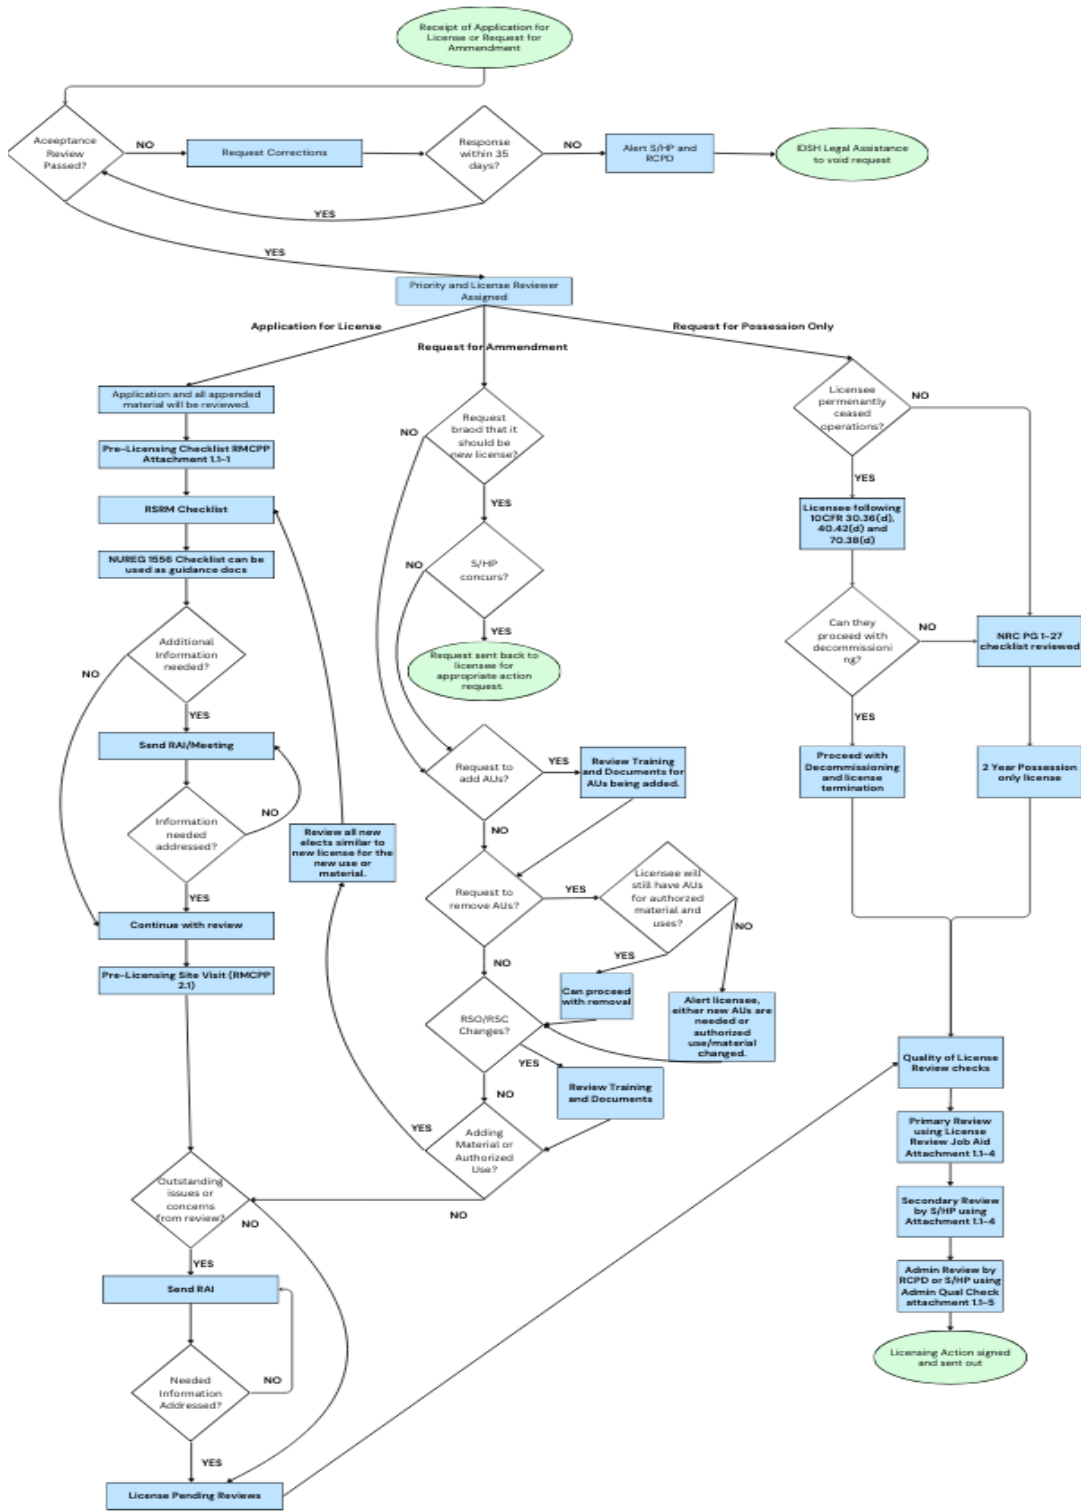 Receipt of Application for
License or Request for
Ammendment
Aceeptance
Review
Passed?
NO
Request Corrections
Response
within 35
days?
NO
Alert S/HP and
RCPD
IDSH Legal Assistance
to void request
YES
YES
Priority and License Reviewer
Assigned
Application for License
Request for Ammendment
Request for Possession Only
Application and all appended
material will be reviewed.
Pre-Licensing Checklist RMCPP
Attachment 1.1-1
RSRM Checklist
NUREG 1556 Checklist can be
used as guidance docs
Additional
Information
needed?
NO
YES
Send RAI/Meeting
Information
needed
addressed?
NO
YES
Continue with review
Pre-Licensing Site Visit (RMCPP
2.1)
Outstanding
issues or
concerns
from review?
NO
YES
Send RAI
Needed
Information
Addressed?
NO
YES
License Pending Reviews
Request
braod that it
should be
new license?
NO
YES
S/HP
concurs?
NO
YES
Request sent back to
licensee for
appropriate action
request.
Request to
add AUs?
YES
Review Training
and Documents for
AUs being added.
NO
Review all new
elects similar to
new license for the
new use or
material.
Request to
remove AUs?
YES
Licensee will
still have AUs
for authorzed
material and
uses?
NO
YES
NO
Can proceed
with removal
Alert licensee,
either new AUs are
needed or
authorized
use/material
changed.
RSO/RSC
Changes?
YES
Review Training
and Documents
NO
Adding
Material or
Authorized
Use?
YES
NO
Licensee
permenantly
ceased
operations?
NO
YES
Licensee following
10CFR 30.36(d),
40.42(d) and
70.38(d)
Can they
proceed with
decommissioni
ng?
NO
NRC PG 1-27
checklist reviewed
YES
Proceed with
Decommissioning
and license
termination
2 Year Possession
only license
Quality of License
Review checks
Primary Review
using License
Review Job Aid
Attachment 1.1-4
Secondary Review
by S/HP using
Attachment 1.1-4
Admin Review by
RCPD or S/HP using
Admin Qual Check
attachment 1.1-5
Licensing Action signed
and sent out